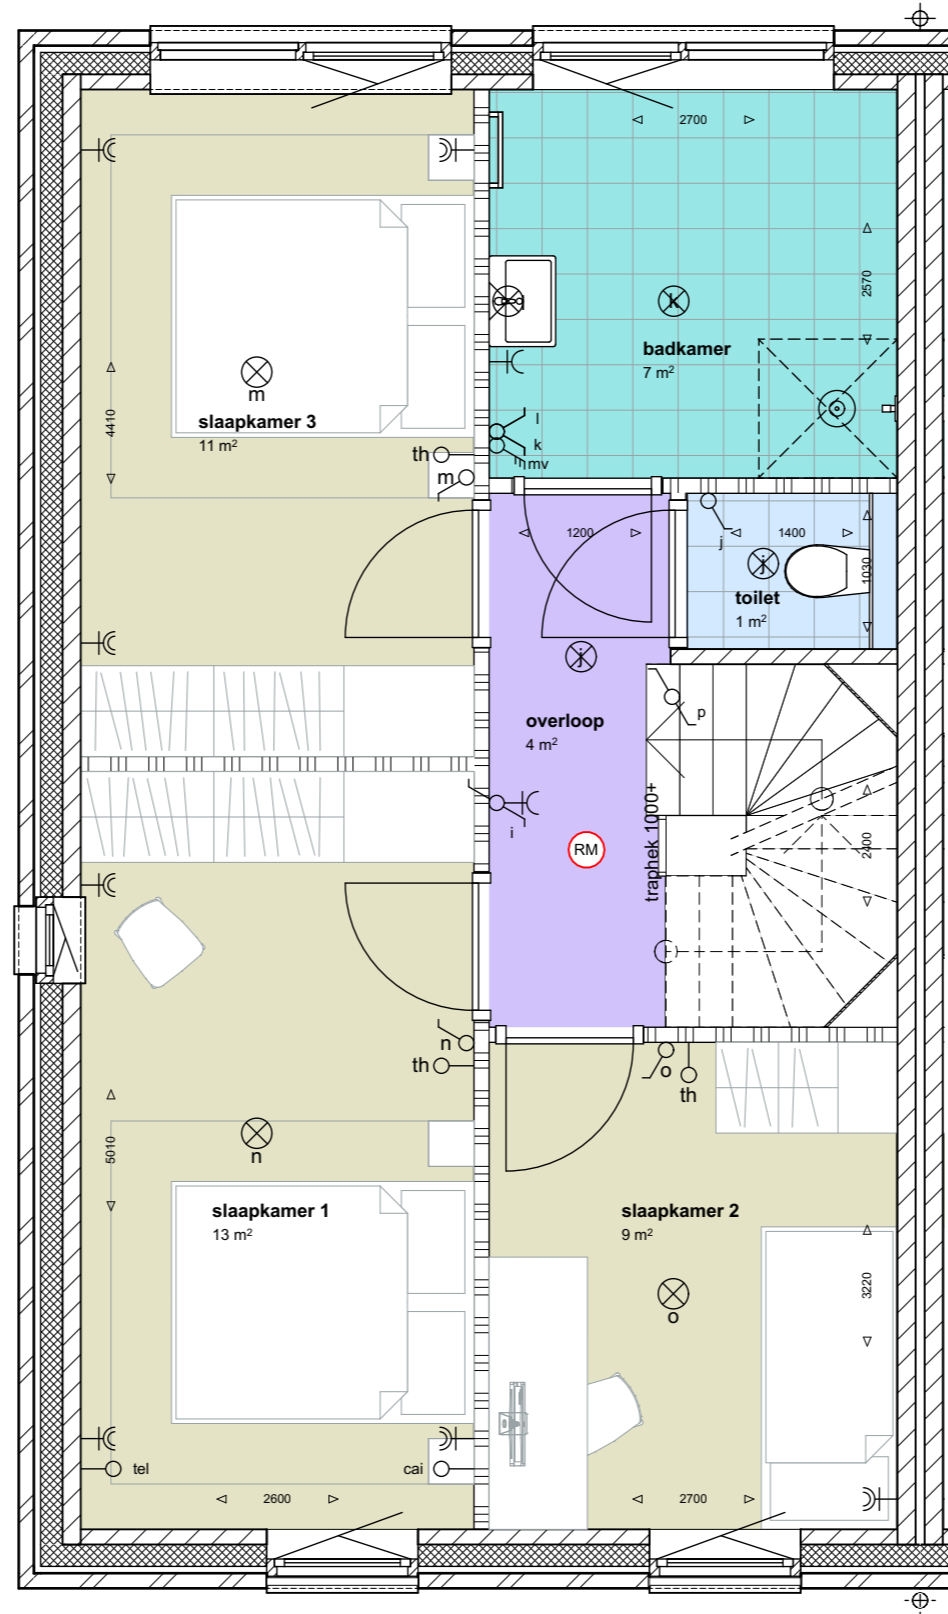 2700
2570
k
badkamer
7 m²
m
slaapkamer 3
11 m²
4410
l
k
mv
th
m
1200
j
1400
j
1030
toilet
1 m²
j
p
overloop
4 m²
i
RM
traphek 1000+
2400
n
th
o
th
5010
n
slaapkamer 1
13 m²
slaapkamer 2
9 m²
3220
o
tel
cai
2600
2700